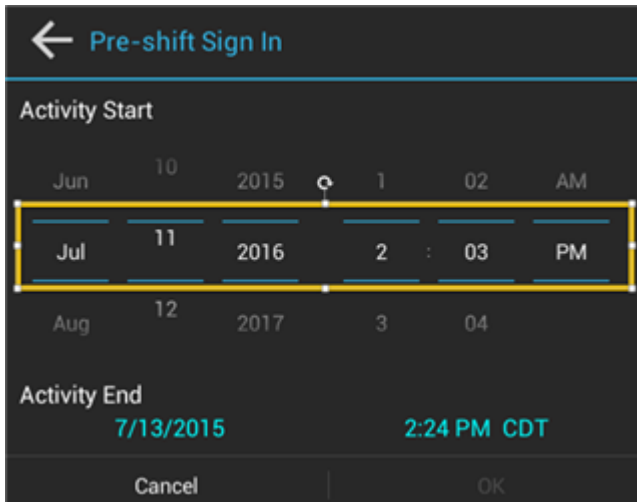 Pre-shift Sign In
Activity Start
Jun 10 2015 1 02 AM
Jul 11 2016 2 : 03 PM
Aug 12 2017 3 04
Activity End
7/13/2015 2:24 PM CDT
Cancel OK